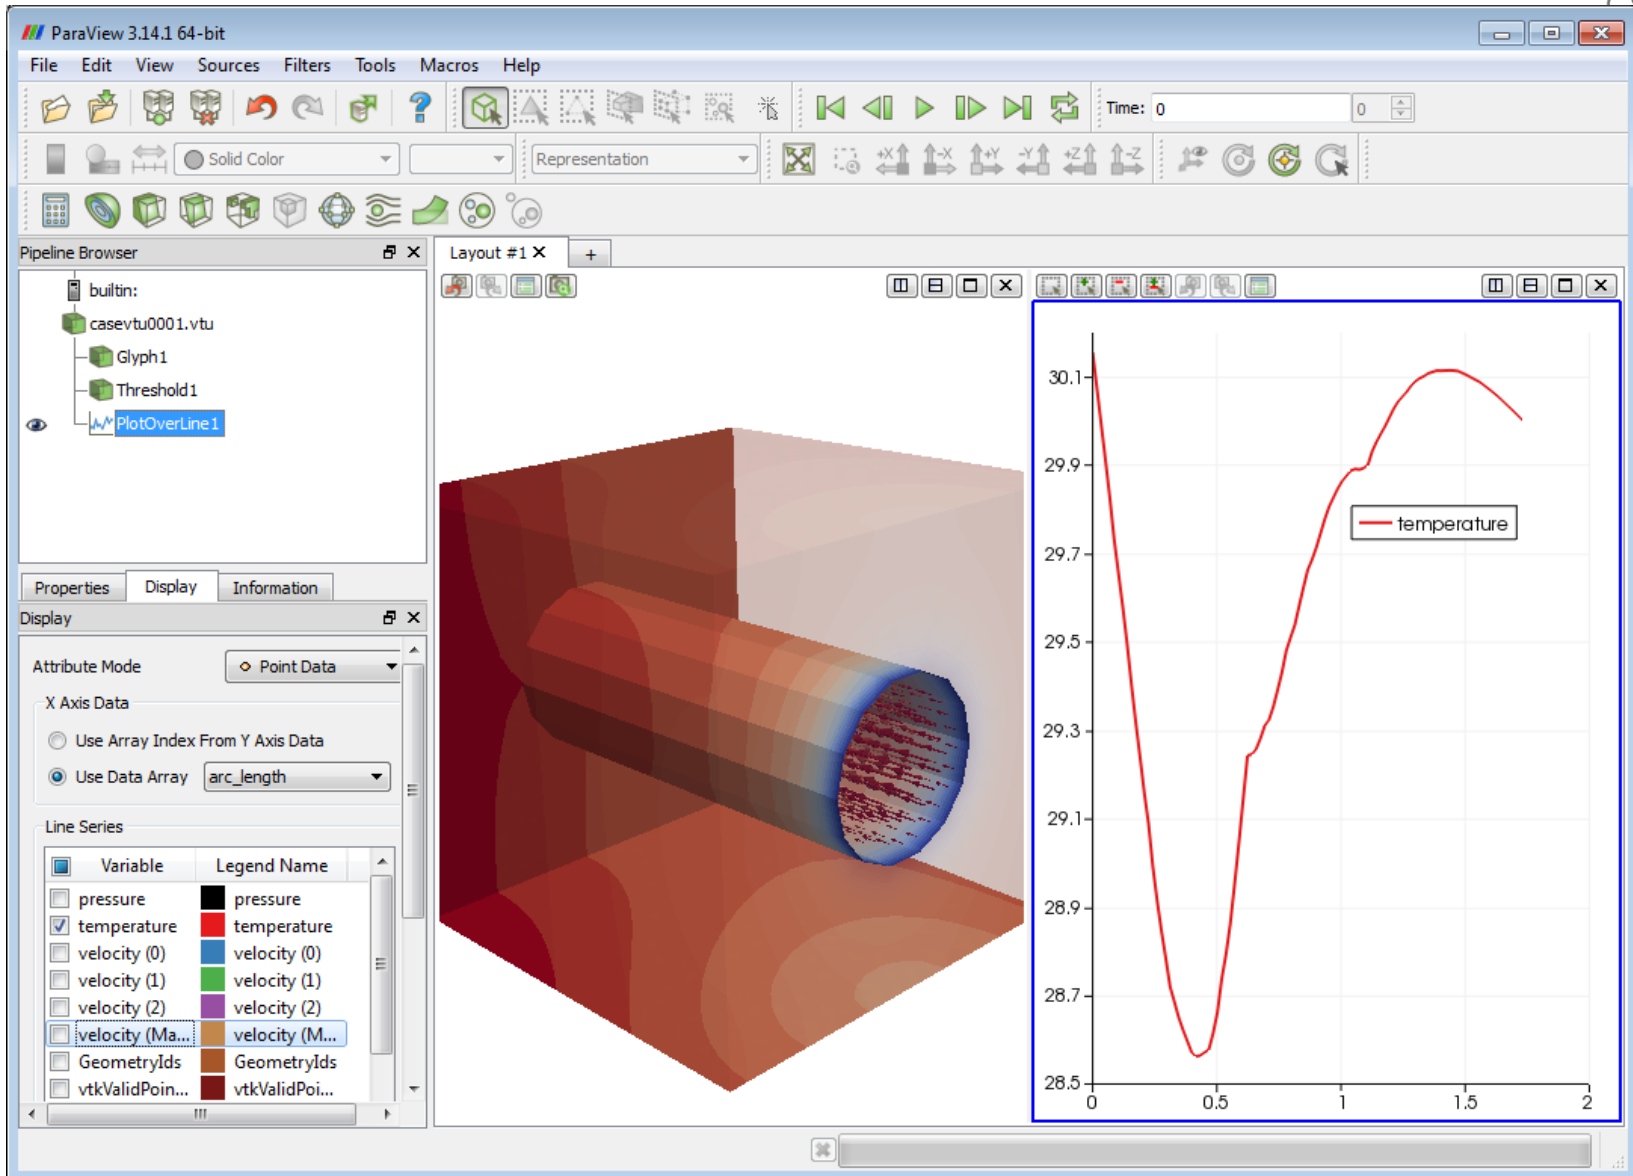 ParaView 3.14.1 64-bit
File Edit View Sources Filters Tools Macros Help
Time: 0 0
Solid Color Representation
+X -X +Y -Y +Z -Z
Pipeline Browser
Layout #1 +
builtin:
casevtu0001.vtu
Glyph1
Threshold1
PlotOverLine1
Properties Display Information
Display
Attribute Mode Point Data
X Axis Data
Use Array Index From Y Axis Data
Use Data Array arc_length
Line Series
Variable Legend Name
pressure pressure
temperature temperature
velocity (0) velocity (0)
velocity (1) velocity (1)
velocity (2) velocity (2)
velocity (Ma... velocity (M...
GeometryIds GeometryIds
vtkValidPoin... vtkValidPoi...
30.1
29.9
29.7
29.5
29.3
29.1
28.9
28.7
28.5
0 0.5 1 1.5 2
temperature